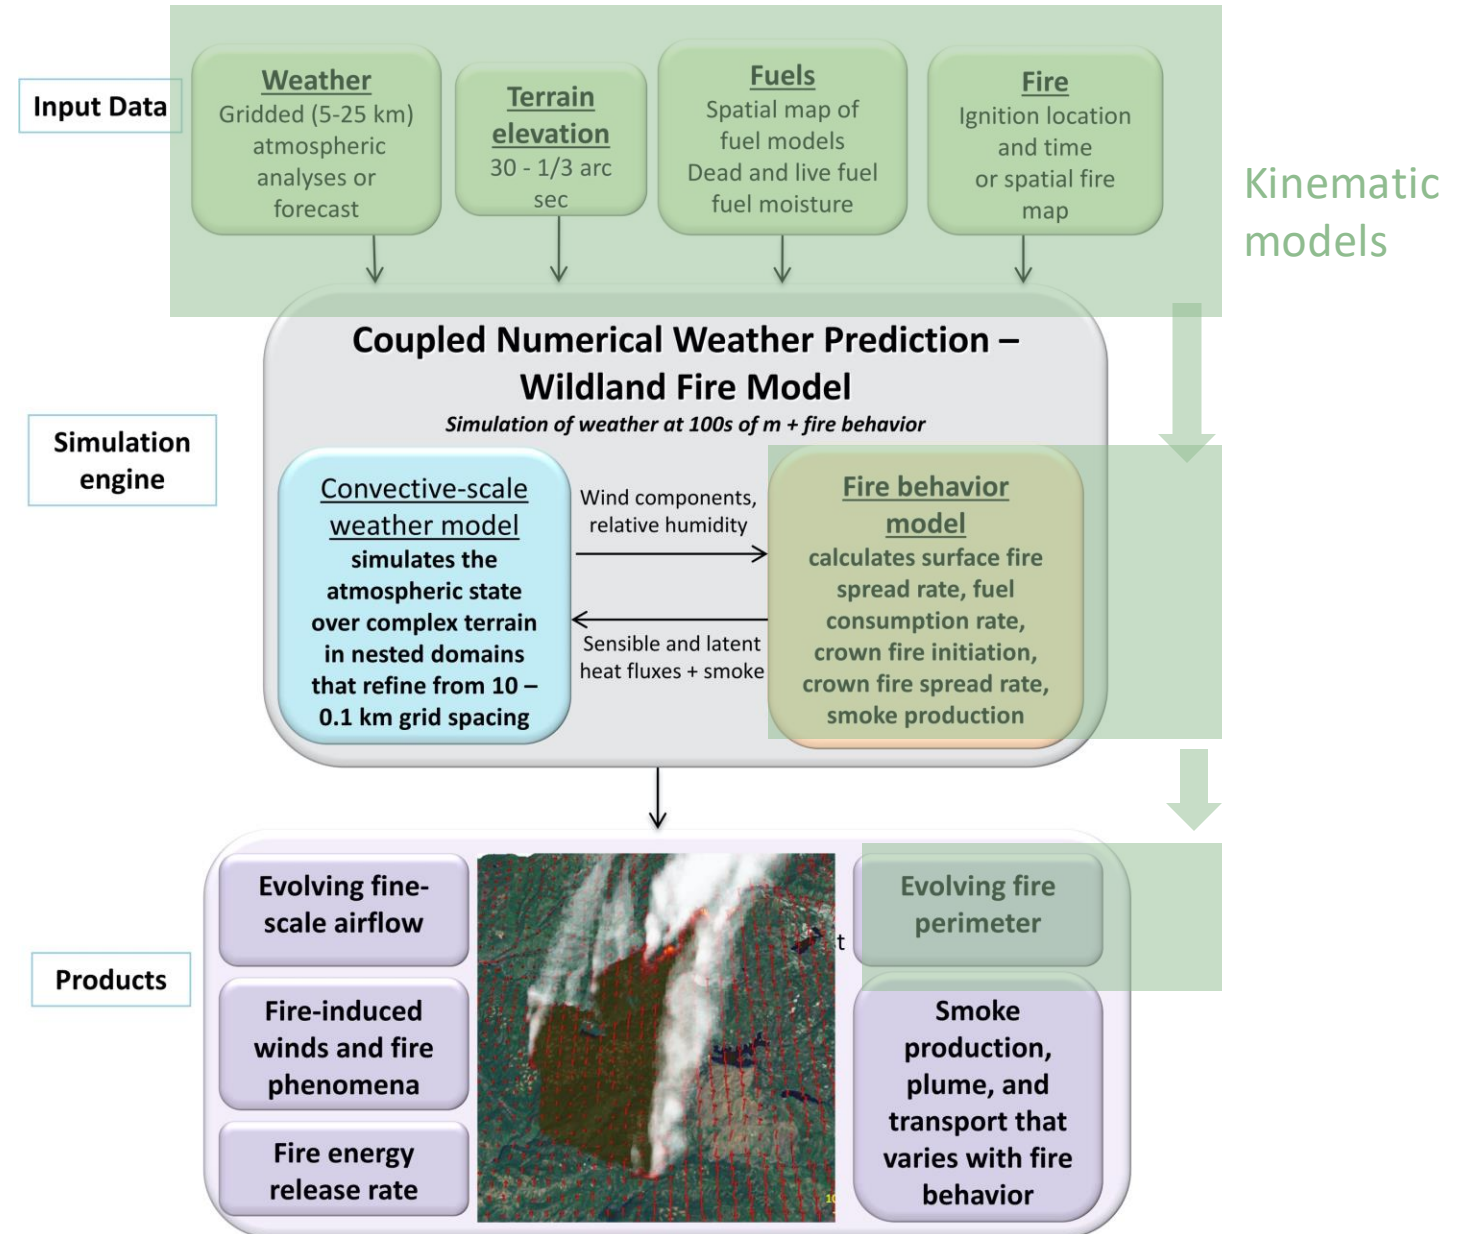 Input Data
Weather
Gridded (5-25 km)
atmospheric
analyses or
forecast
Terrain
elevation
30 - 1/3 arc
sec
Fuels
Spatial map of
fuel models
Dead and live fuel
fuel moisture
Fire
Ignition location
and time
or spatial fire
map
Kinematic
models
Coupled Numerical Weather Prediction –
Wildland Fire Model
Simulation of weather at 100s of m + fire behavior
Simulation
engine
Convective-scale
weather model
simulates the
atmospheric state
over complex terrain
in nested domains
that refine from 10 –
0.1 km grid spacing
Wind components,
relative humidity
Sensible and latent
heat fluxes + smoke
Fire behavior
model
calculates surface fire
spread rate, fuel
consumption rate,
crown fire initiation,
crown fire spread rate,
smoke production
Products
Evolving fine-
scale airflow
Fire-induced
winds and fire
phenomena
Fire energy
release rate
t
10
Evolving fire
perimeter
Smoke
production,
plume, and
transport that
varies with fire
behavior